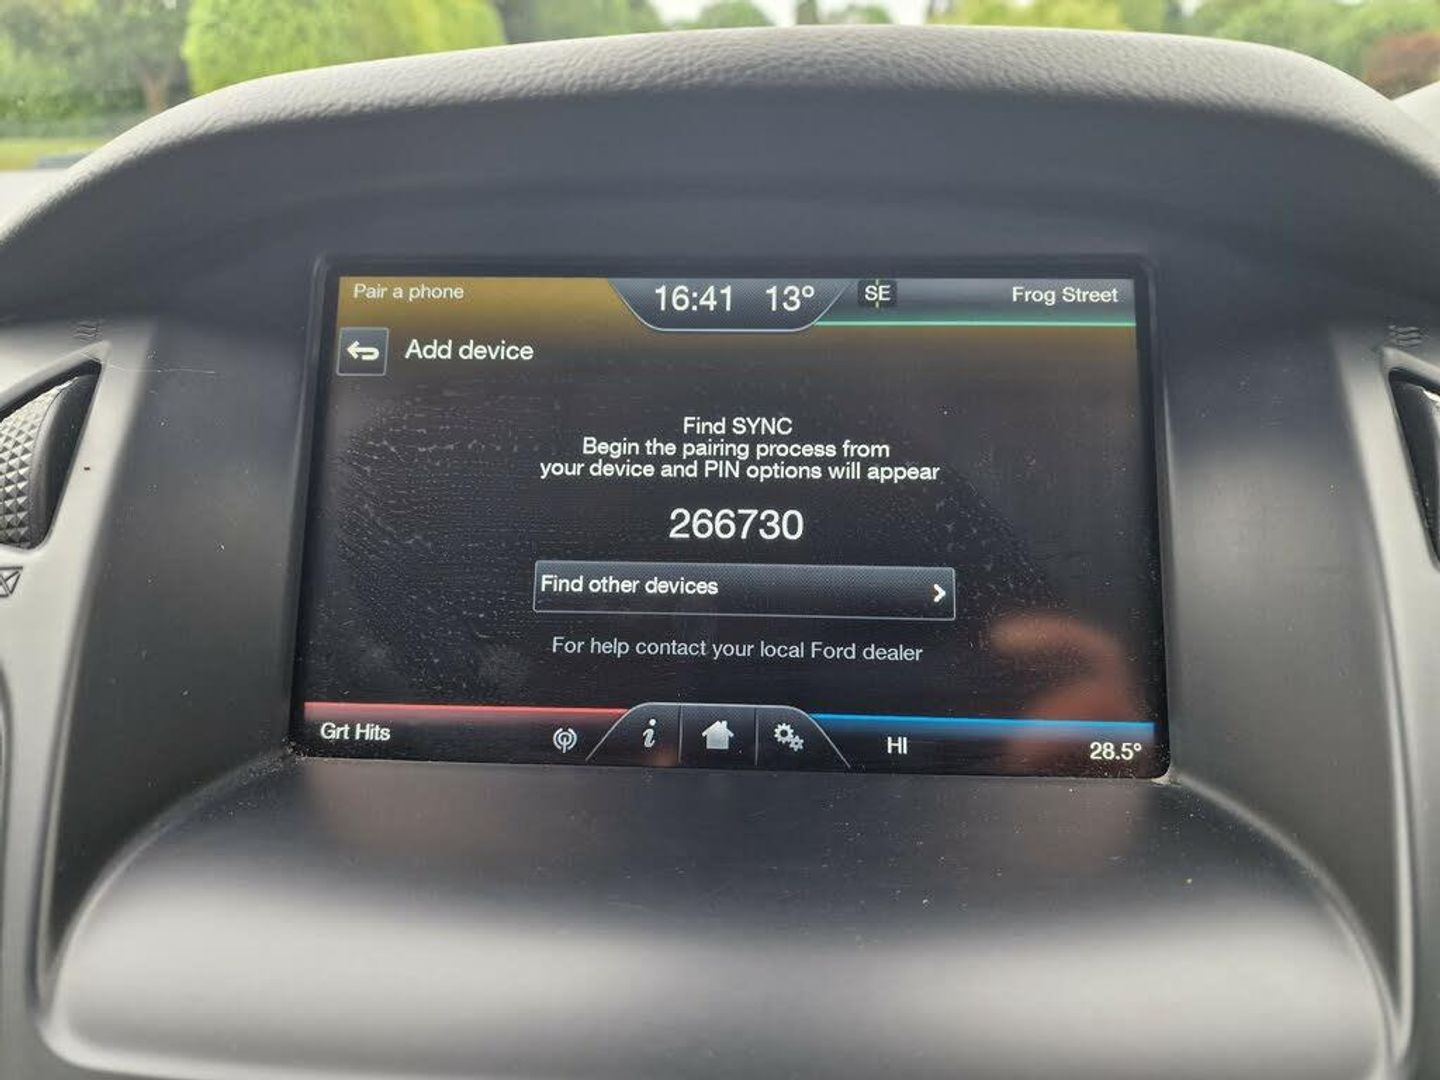 Pair a phone
16:41 13°
SE
Frog Street
Add device
Find SYNC
Begin the pairing process from
your device and PIN options will appear
266730
Find other devices
For help contact your local Ford dealer
Grt Hits
i
HI
28.5°